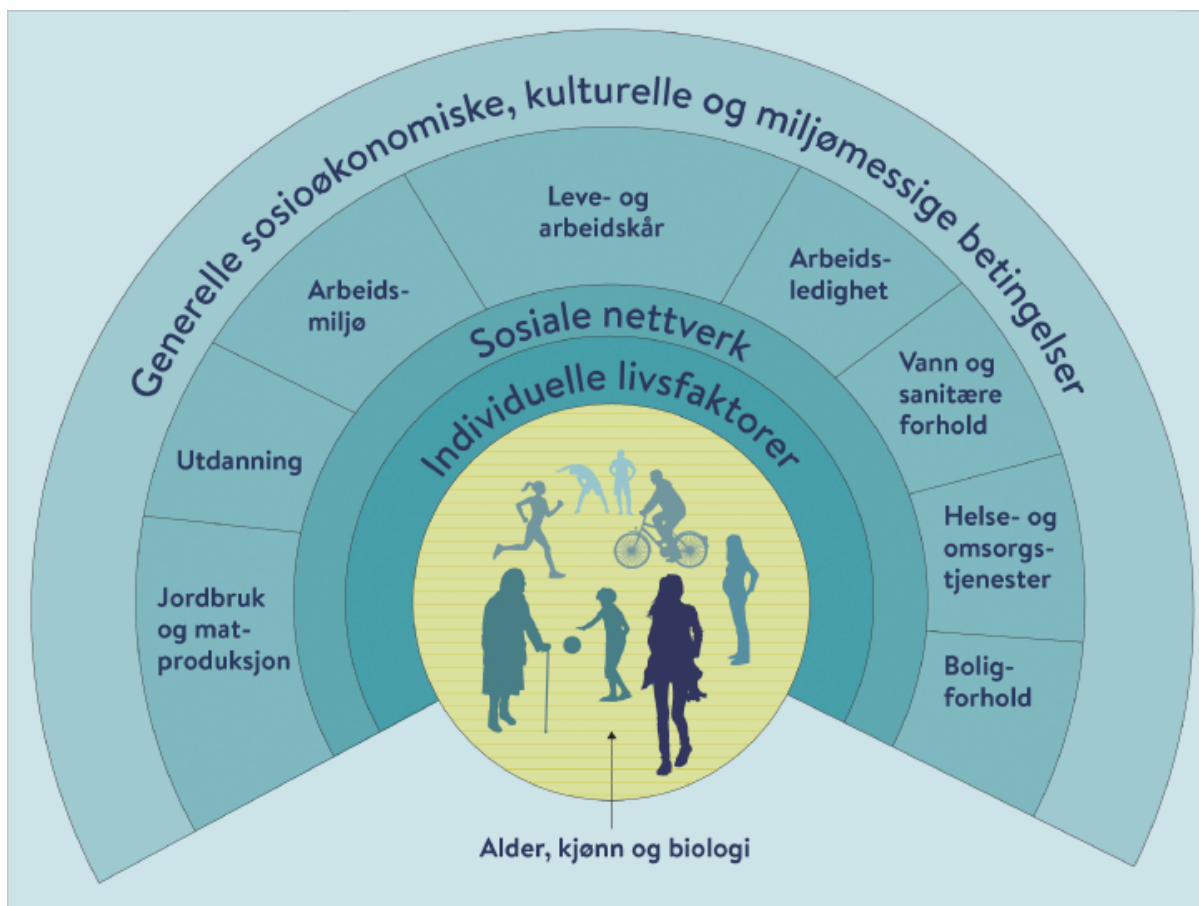 Generelle sosioøkonomiske, kulturelle og miljømessige betingelser
Leve- og
arbeidskår
Arbeids-
miljø
Arbeids-
ledighet
Utdanning
Vann og
sanitære
forhold
Jordbruk
og mat-
produksjon
Helse- og
omsorgs-
tjenester
Bolig-
forhold
Sosiale nettverk
Individuelle livsfaktorer
Alder, kjønn og biologi